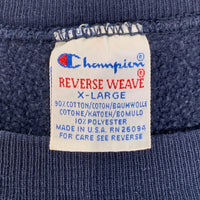 Champion
REVERSE WEAVE
X-LARGE
90% COTTON/COTON/BAUMWOLLE
COTONE/KATOEN/BOMULD
10% POLYESTER
MADE IN U.S.A. RN 26094
FOR CARE SEE REVERSE